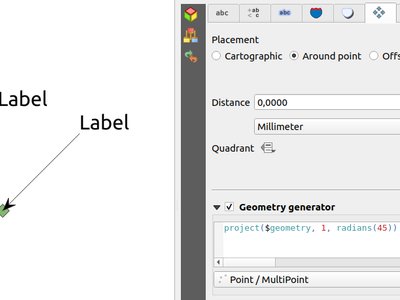 Label
Label
abc
+ab
< c
abc
Placement
Cartographic
Around point
Offs
Distance
0,0000
Millimeter
Quadrant
Geometry generator
project($geometry, 1, radians(45))
Point / MultiPoint